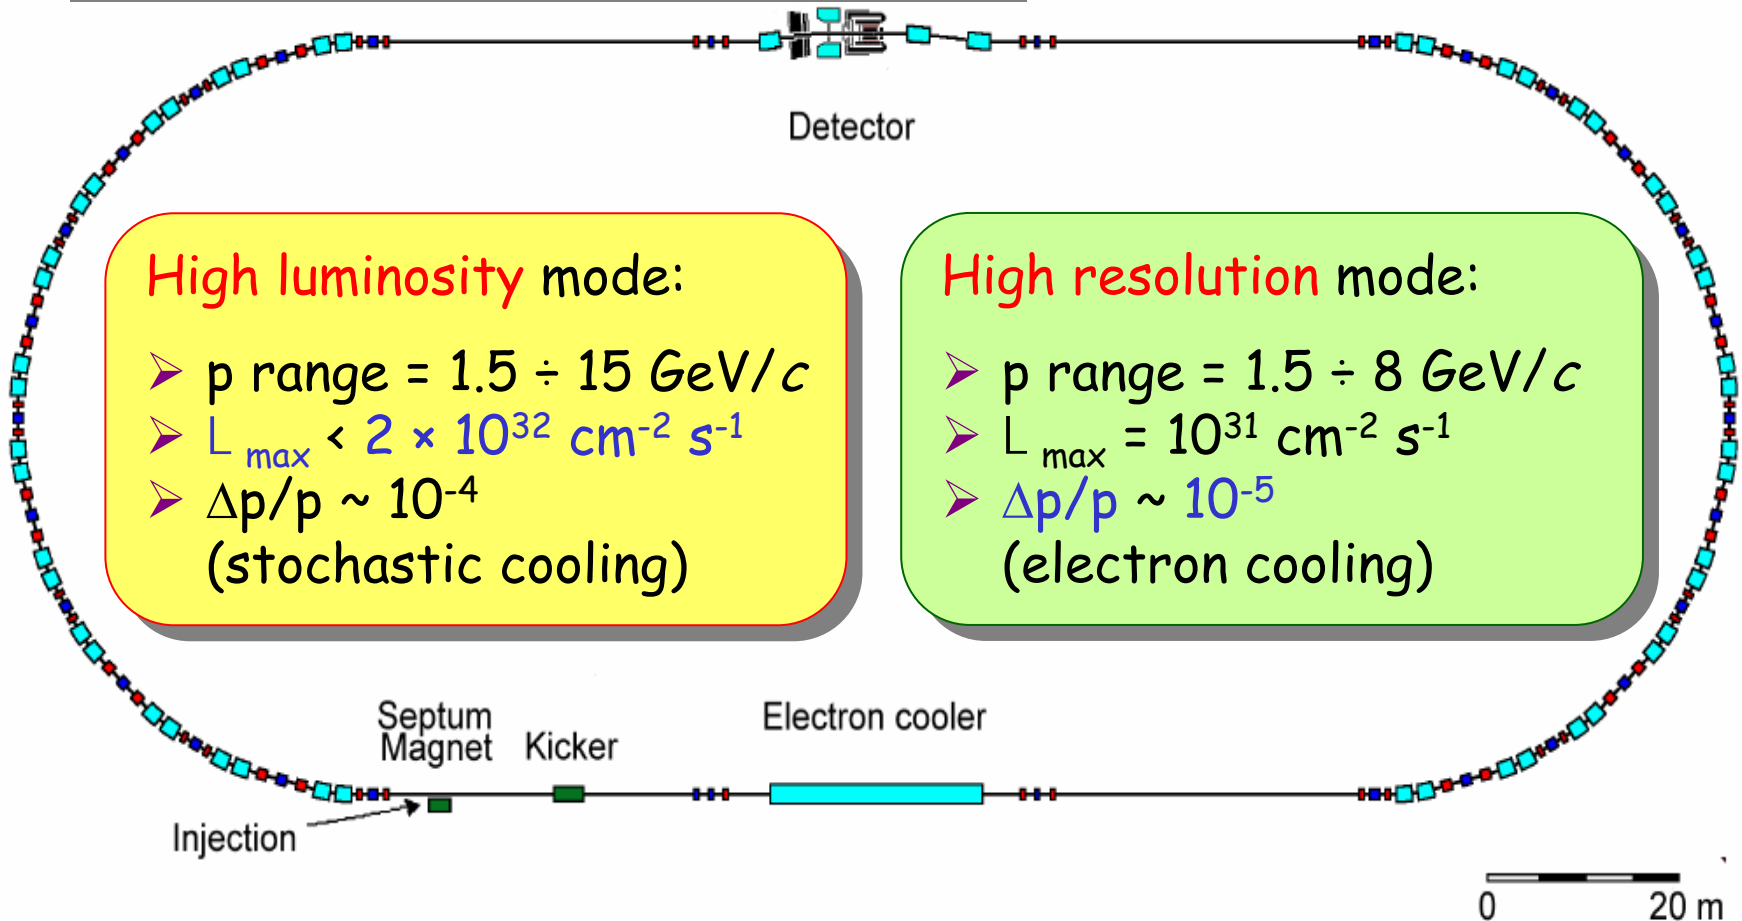 Detector
High luminosity mode:
p range = 1.5 ÷ 15 GeV/c
L max < 2 × 10³² cm⁻² s⁻¹
Δp/p ~ 10⁻⁴
(stochastic cooling)
High resolution mode:
p range = 1.5 ÷ 8 GeV/c
L max = 10³¹ cm⁻² s⁻¹
Δp/p ~ 10⁻⁵
(electron cooling)
Septum
Magnet
Kicker
Electron cooler
Injection
0
20 m